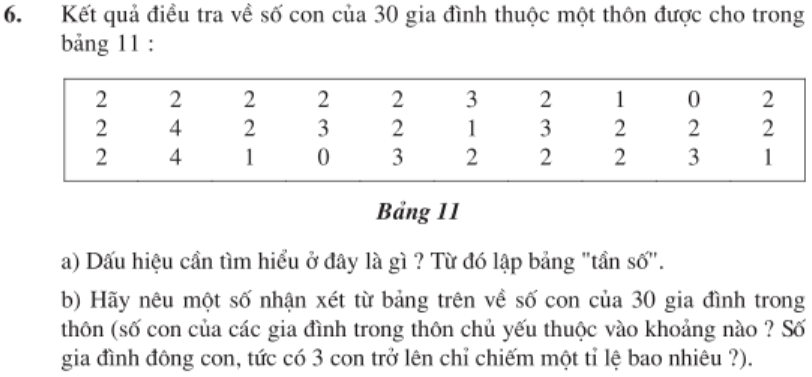 6. Kết quả điều tra về số con của 30 gia đình thuộc một thôn được cho trong
bảng 11 :
2 2 2 2 2 3 2 1 0 2
2 4 2 3 2 1 3 2 2 2
2 4 1 0 3 2 2 2 3 1
Bảng 11
a) Dấu hiệu cần tìm hiểu ở đây là gì ? Từ đó lập bảng "tần số".
b) Hãy nêu một số nhận xét từ bảng trên về số con của 30 gia đình trong
thôn (số con của các gia đình trong thôn chủ yếu thuộc vào khoảng nào ? Số
gia đình đông con, tức có 3 con trở lên chỉ chiếm một tỉ lệ bao nhiêu ?).